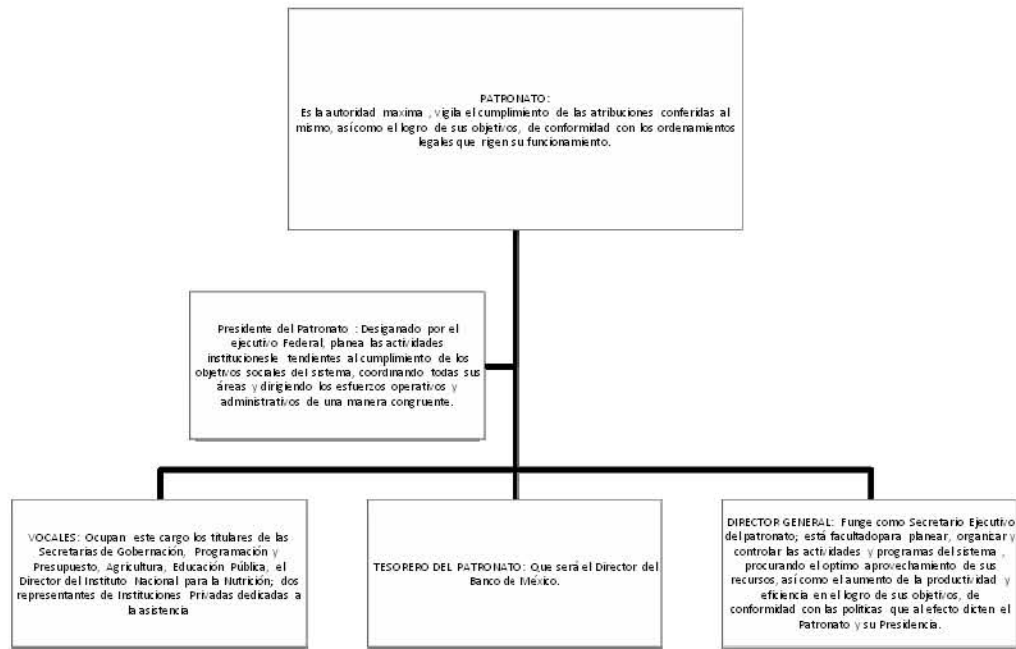 PATRONATO:
Es la autoridad maxima , vigila el cumplimiento de las atribuciones conferidas al
mismo, asícomo el logro de sus objetivos, de conformidad con los ordenamientos
legales que rigen su funcionamiento.
Presidente del Patronato : Desiganado por el
ejecutivo Federal, planea las actividades
institucionesle tendientes al cumplimiento de los
objetivos sociales del sistema, coordinando todas sus
áreas y dirigiendo los esfuerzos operativos y
administrativos de una manera congruente.
VOCALES: Ocupan este cargo los titulares de las
Secretarias de Gobernación, Programación y
Presupuesto, Agricultura, Educación Pública, el
Director del Instituto Nacional para la Nutrición; dos
representantes de Instituciones Privadas dedicadas a
la asistencia
TESORERO DEL PATRONATO: Que será el Director del
Banco de México.
DIRECTOR GENERAL: Funge como Secretario Ejecutivo
del patronato; está facultadopara planear, organizar y
controlar las actividades y programas del sistema ,
procurando el optimo aprovechamiento de sus
recursos, así como el aumento de la productividad y
eficiencia en el logro de sus objetivos, de
conformidad con las políticas que al efecto dicten el
Patronato y su Presidencia.